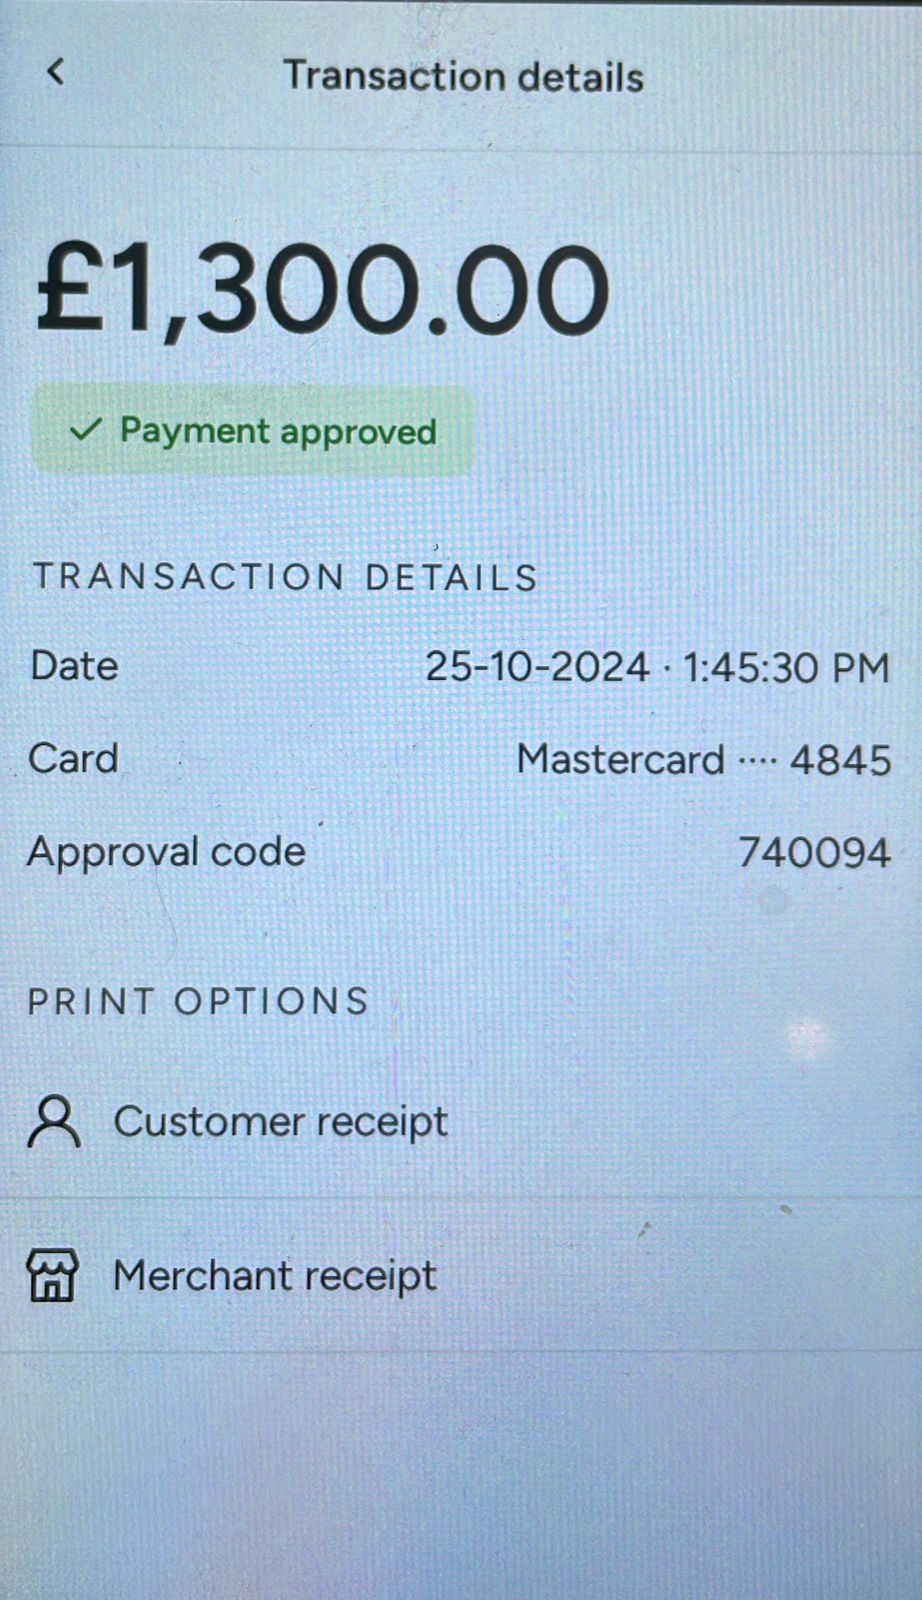 Transaction details
£1,300.00
Payment approved
TRANSACTION DETAILS
Date 25-10-2024 · 1:45:30 PM
Card Mastercard ···· 4845
Approval code 740094
PRINT OPTIONS
Customer receipt
Merchant receipt